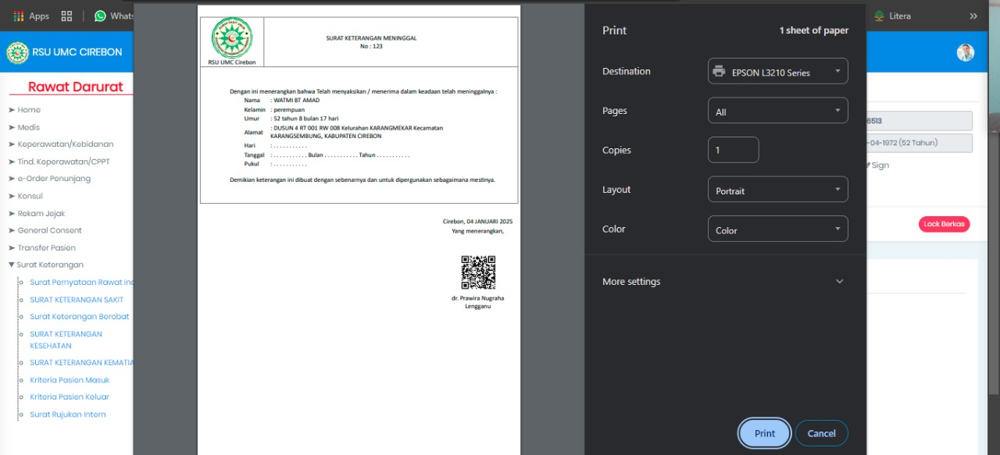 Apps
Whats
Litera
RSU UMC CIREBON
Rawat Darurat
Home
Medis
Keperawatan/Kebidanan
Tind. Keperawatan/CPPT
e-Order Penunjang
Konsul
Rekam Jejak
General Consent
Transfer Pasien
Surat Keterangan
Surat Pernyataan Rawat In
SURAT KETERANGAN SAKIT
Surat Keterangan Berobat
SURAT KETERANGAN
KESEHATAN
SURAT KETERANGAN KEMATIA
Kriteria Pasien Masuk
Kriteria Pasien Keluar
Surat Rujukan Intern
RSU UMC Cirebon
SURAT KETERANGAN MENINGGAL
No : 123
Dengan ini menerangkan bahwa Telah menyaksikan / menerima dalam keadaan telah meninggalnya :
Nama : WATMI BT AMAD
Kelamin : perempuan
Umur : 52 tahun 8 bulan 17 hari
Alamat : DUSUN 4 RT 001 RW 008 Kelurahan KARANGMEKAR Kecamatan
KARANGSEMBUNG, KABUPATEN CIREBON
Hari : . . . . . . . . . . .
Tanggal : . . . . . . . . . . . Bulan . . . . . . . . . . . Tahun . . . . . . . . . . .
Pukul : . . . . . . . . . . .
Demikian keterangan ini dibuat dengan sebenarnya dan untuk dipergunakan sebagaimana mestinya.
Cirebon, 04 JANUARI 2025
Yang menerangkan,
dr. Prawira Nugraha
Lengganu
Print
1 sheet of paper
Destination
EPSON L3210 Series
Pages
All
Copies
1
Layout
Portrait
Color
Color
More settings
Print
Cancel
6513
-04-1972 (52 Tahun)
Sign
Lock Berkas